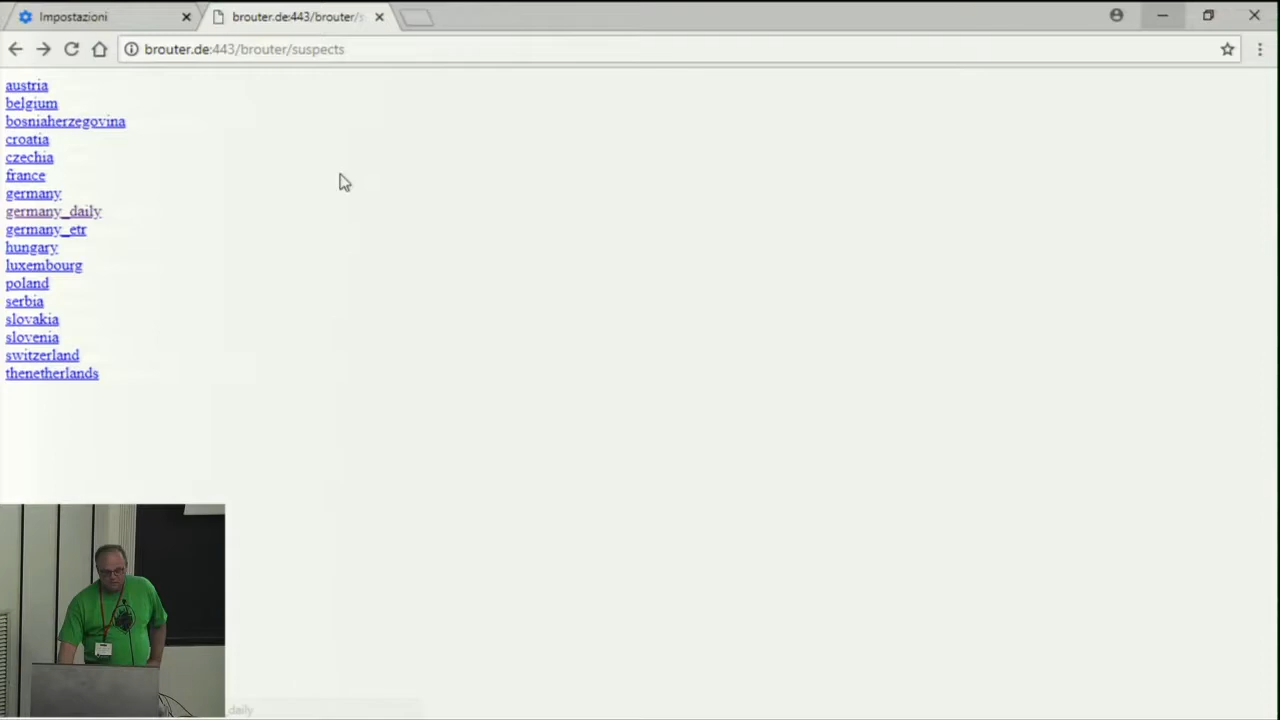 Impostazioni
brouter.de:443/brouter/s
brouter.de:443/brouter/suspects
austria
belgium
bosniaherzegovina
croatia
czechia
france
germany
germany_daily
germany_etr
hungary
luxembourg
poland
serbia
slovakia
slovenia
switzerland
thenetherlands
_daily